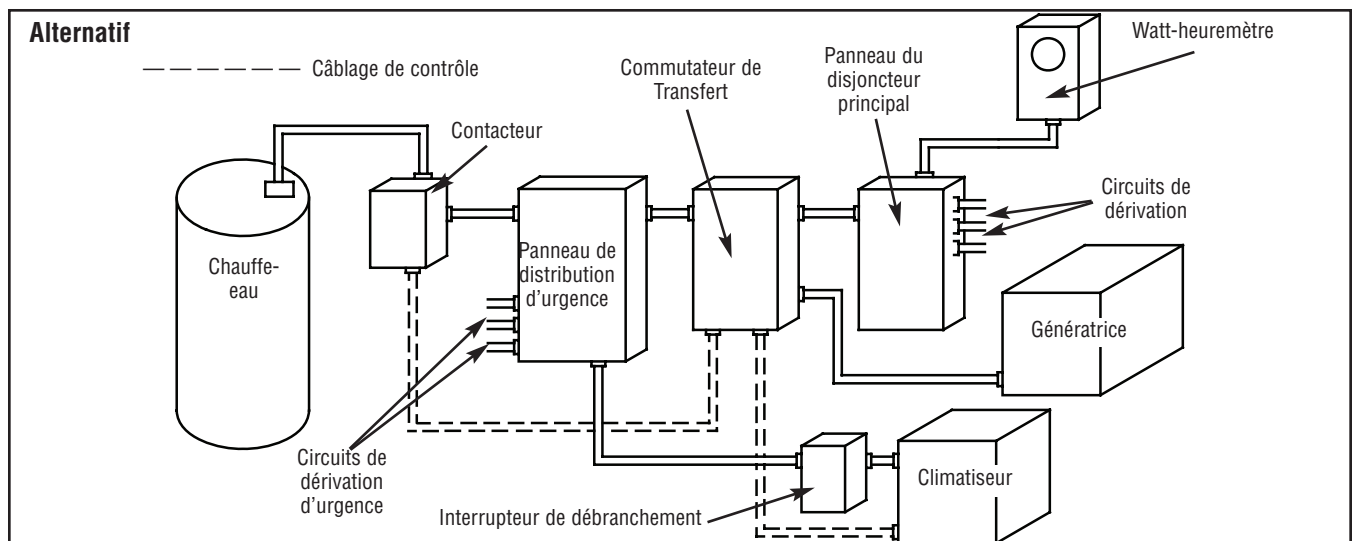 Alternatif
Câblage de contrôle
Contacteur
Commutateur de
Transfert
Panneau du
disjoncteur
principal
Watt-heuremètre
Circuits de
dérivation
Chauffe-
eau
Panneau de
distribution
d'urgence
Génératrice
Circuits de
dérivation
d'urgence
Interrupteur de débranchement
Climatiseur